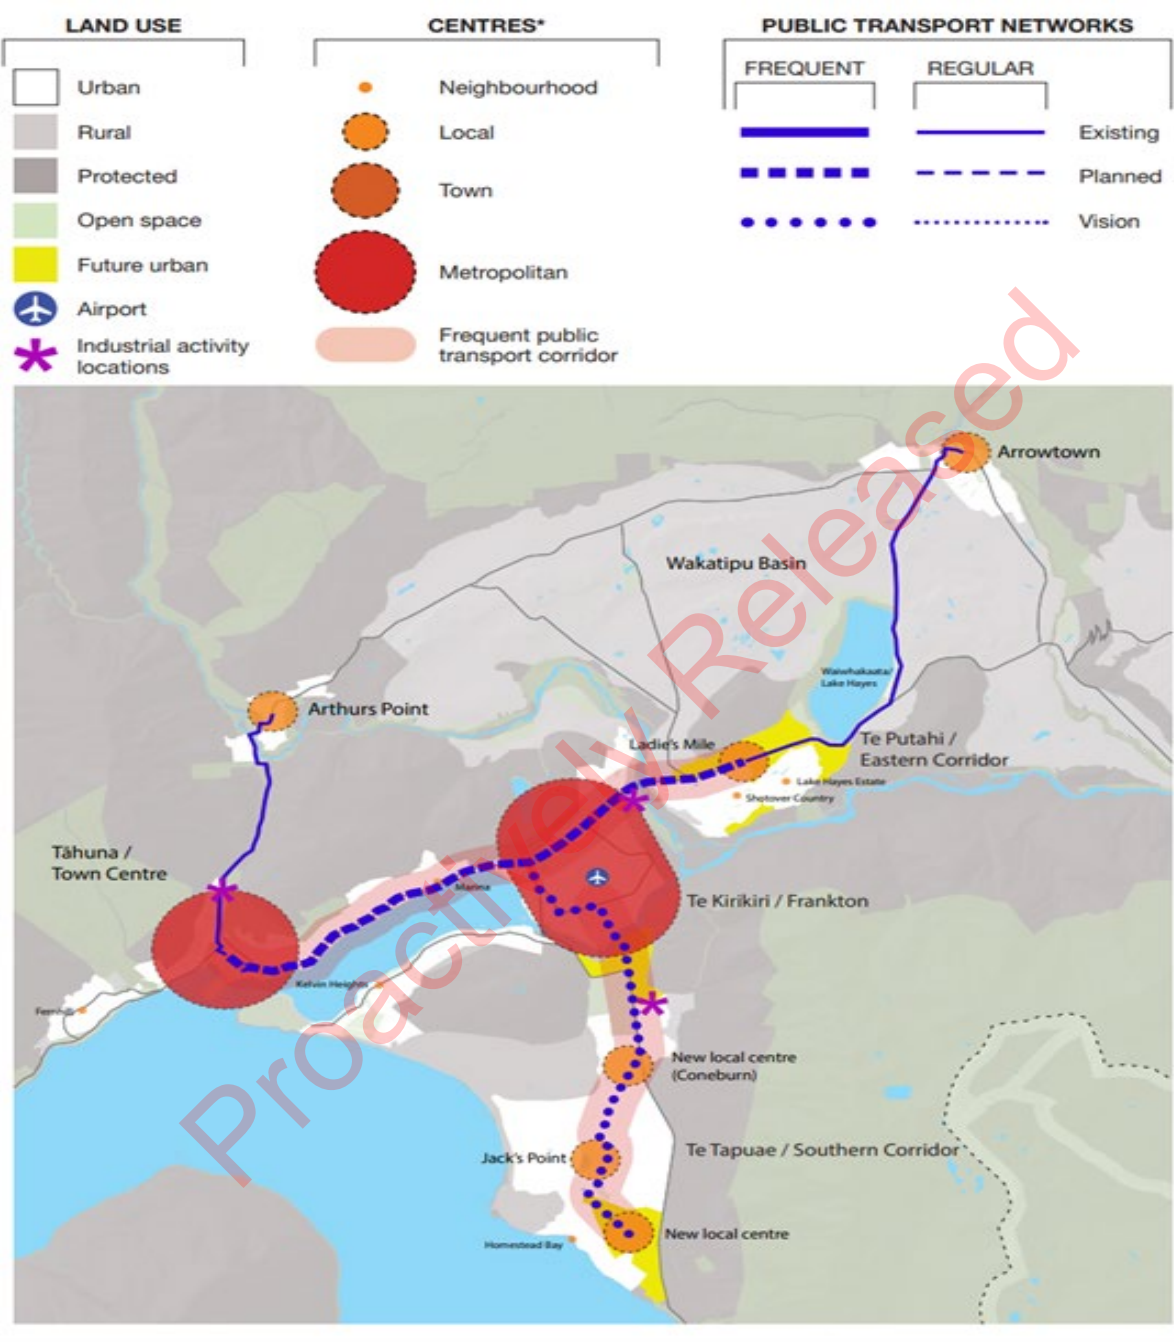 LAND USE
Urban
Rural
Protected
Open space
Future urban
Airport
Industrial activity
locations
CENTRES*
Neighbourhood
Local
Town
Metropolitan
Frequent public
transport corridor
PUBLIC TRANSPORT NETWORKS
FREQUENT
REGULAR
Existing
Planned
Vision
Arrowtown
Wakatipu Basin
Waiwhakaata/
Lake Hayes
Arthurs Point
Ladie's Mile
Te Putahi /
Eastern Corridor
Lake Hayes Estate
Shotover Country
Tāhuna /
Town Centre
Marina
Te Kirikiri / Frankton
Kelvin Heights
Fernhill
New local centre
(Coneburn)
Jack's Point
Te Tapuae / Southern Corridor
New local centre
Homestead Bay
Proactively Released